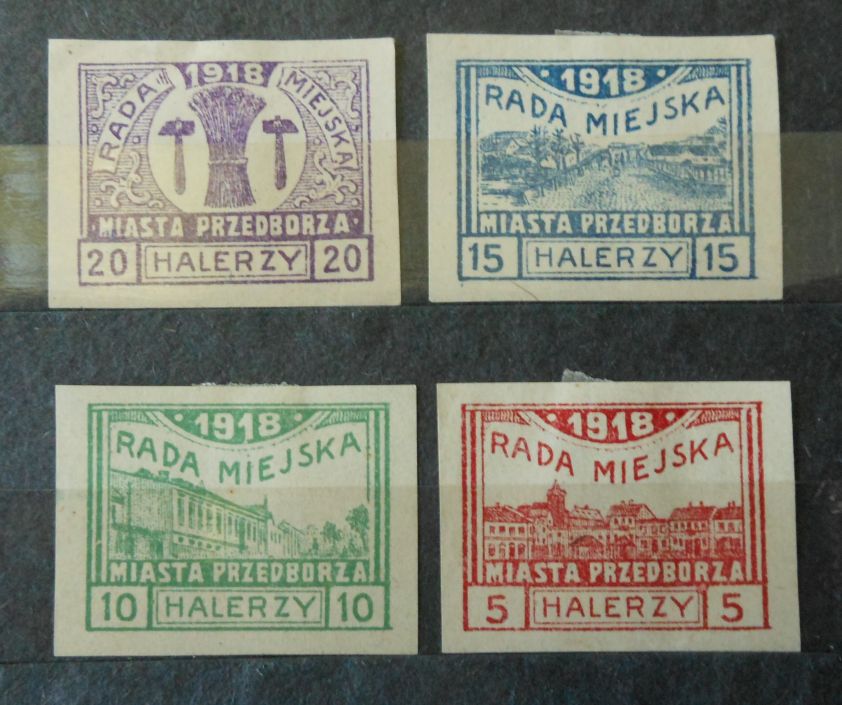 1918
RADA MIEJSKA
MIASTA PRZEDBORZA
20 HALERZY 20
1918
RADA MIEJSKA
MIASTA PRZEDBORZA
15 HALERZY 15
1918
RADA MIEJSKA
MIASTA PRZEDBORZA
10 HALERZY 10
1918
RADA MIEJSKA
MIASTA PRZEDBORZA
5 HALERZY 5